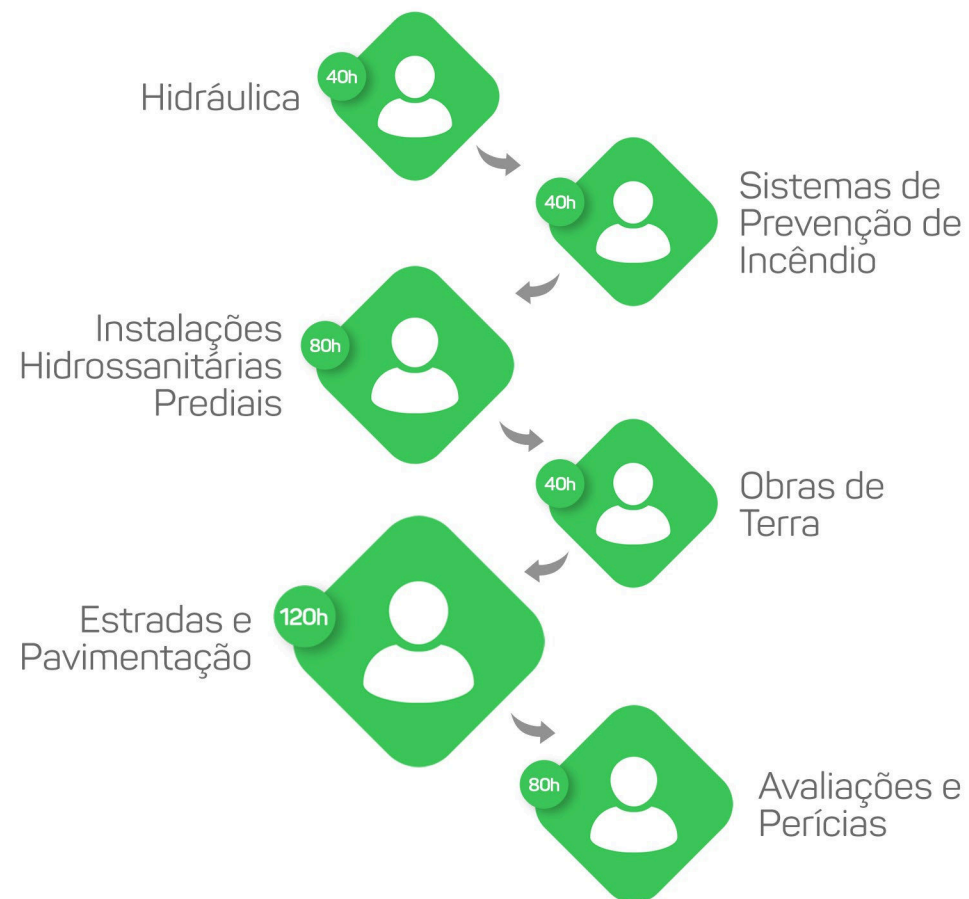 Hidráulica
40h
40h
Sistemas de
Prevenção de
Incêndio
Instalações
Hidrossanitárias
Prediais
80h
40h
Obras de
Terra
Estradas e
Pavimentação
120h
80h
Avaliações e
Perícias